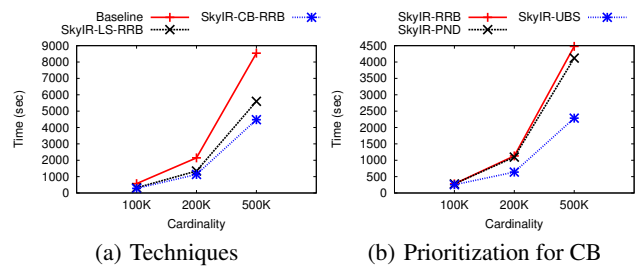 Baseline
SkyIR-LS-RRB
SkyIR-CB-RRB
Time (sec)
9000
8000
7000
6000
5000
4000
3000
2000
1000
0
100K 200K 500K
Cardinality
(a) Techniques
SkyIR-RRB
SkyIR-PND
SkyIR-UBS
Time (sec)
4500
4000
3500
3000
2500
2000
1500
1000
500
0
100K 200K 500K
Cardinality
(b) Prioritization for CB